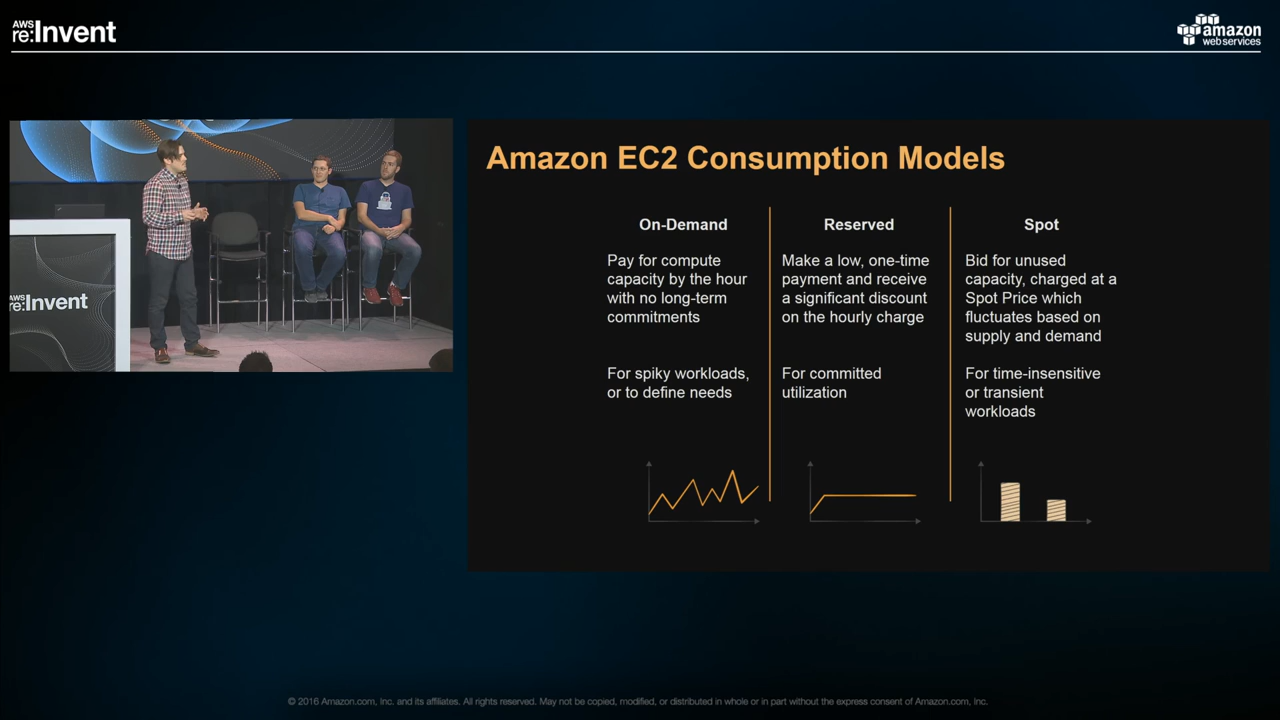 AWS
re:Invent
amazon
webservices
AWS
re:Invent
Amazon EC2 Consumption Models
On-Demand
Pay for compute
capacity by the hour
with no long-term
commitments
For spiky workloads,
or to define needs
Reserved
Make a low, one-time
payment and receive
a significant discount
on the hourly charge
For committed
utilization
Spot
Bid for unused
capacity, charged at a
Spot Price which
fluctuates based on
supply and demand
For time-insensitive
or transient
workloads
© 2016 Amazon.com, Inc. and its affiliates. All rights reserved. May not be copied, modified, or distributed in whole or in part without the express consent of Amazon.com, Inc.